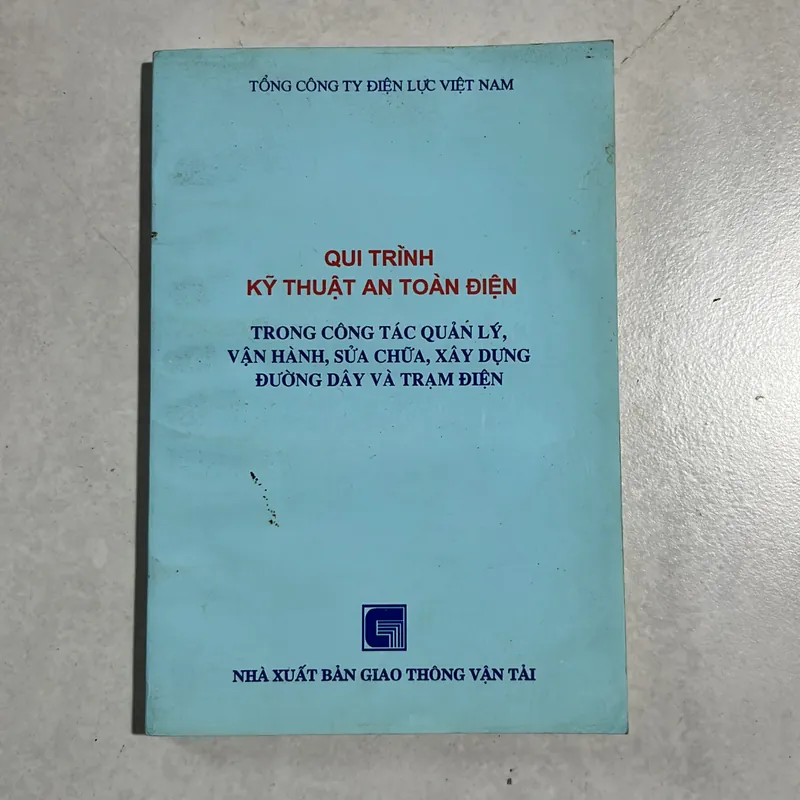 TỔNG CÔNG TY ĐIỆN LỰC VIỆT NAM
QUI TRÌNH
KỸ THUẬT AN TOÀN ĐIỆN
TRONG CÔNG TÁC QUẢN LÝ,
VẬN HÀNH, SỬA CHỮA, XÂY DỰNG
ĐƯỜNG DÂY VÀ TRẠM ĐIỆN
NHÀ XUẤT BẢN GIAO THÔNG VẬN TẢI